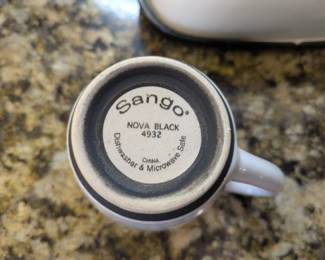 Sango®
NOVA BLACK
4932
CHINA
Dishwasher & Microwave Safe